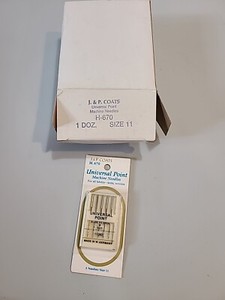 J. & P. COATS
Universal Point
Machine Needles
H-670
1 DOZ. SIZE 11
J. & P. COATS
H-670
Universal Point
Machine Needles
UNIVERSAL
POINT
MADE IN W. GERMANY